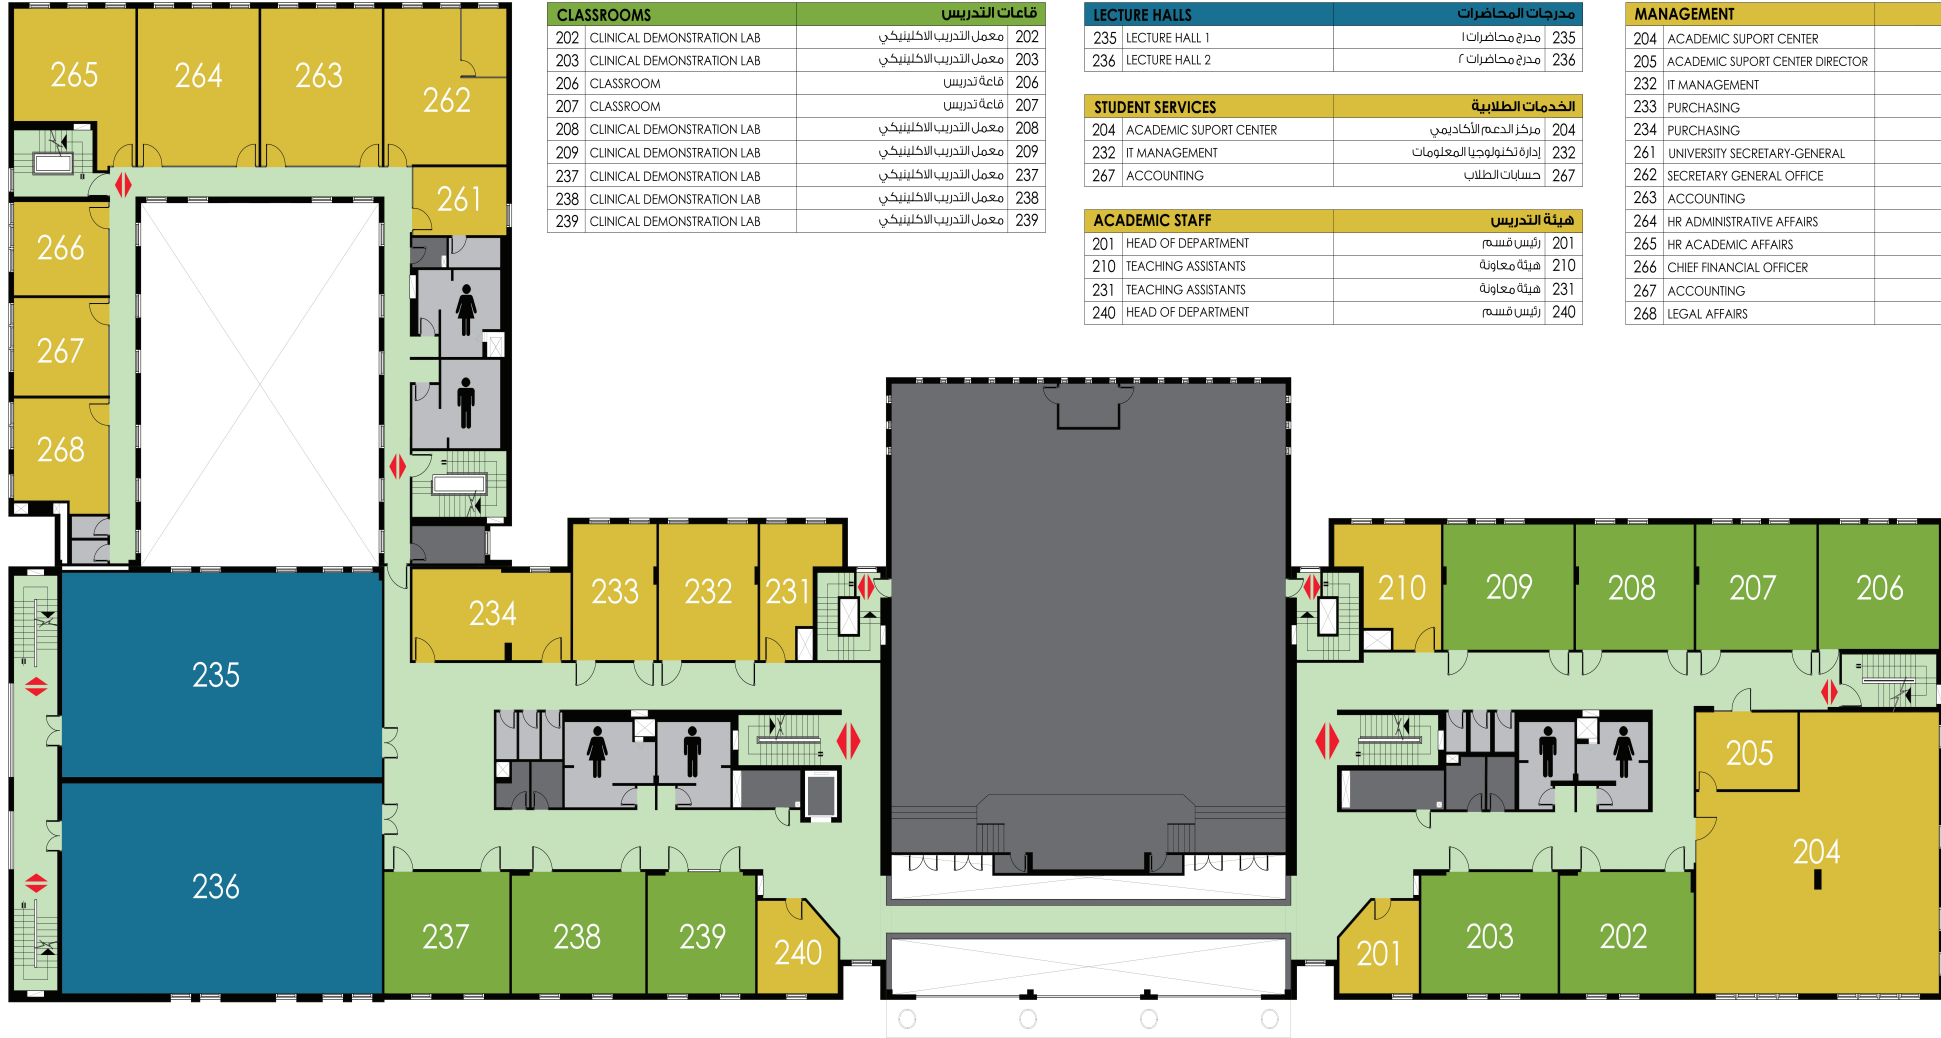 CLASSROOMS قاعات التدريس
202 CLINICAL DEMONSTRATION LAB معمل التدريب الاكلينيكي 202
203 CLINICAL DEMONSTRATION LAB معمل التدريب الاكلينيكي 203
206 CLASSROOM قاعة تدريس 206
207 CLASSROOM قاعة تدريس 207
208 CLINICAL DEMONSTRATION LAB معمل التدريب الاكلينيكي 208
209 CLINICAL DEMONSTRATION LAB معمل التدريب الاكلينيكي 209
237 CLINICAL DEMONSTRATION LAB معمل التدريب الاكلينيكي 237
238 CLINICAL DEMONSTRATION LAB معمل التدريب الاكلينيكي 238
239 CLINICAL DEMONSTRATION LAB معمل التدريب الاكلينيكي 239
LECTURE HALLS مدرجات المحاضرات
235 LECTURE HALL 1 مدرج محاضرات ١ 235
236 LECTURE HALL 2 مدرج محاضرات ٢ 236
STUDENT SERVICES الخدمات الطلابية
204 ACADEMIC SUPORT CENTER مركز الدعم الأكاديمي 204
232 IT MANAGEMENT إدارة تكنولوجيا المعلومات 232
267 ACCOUNTING حسابات الطلاب 267
ACADEMIC STAFF هيئة التدريس
201 HEAD OF DEPARTMENT رئيس قسم 201
210 TEACHING ASSISTANTS هيئة معاونة 210
231 TEACHING ASSISTANTS هيئة معاونة 231
240 HEAD OF DEPARTMENT رئيس قسم 240
MANAGEMENT
204 ACADEMIC SUPORT CENTER
205 ACADEMIC SUPORT CENTER DIRECTOR
232 IT MANAGEMENT
233 PURCHASING
234 PURCHASING
261 UNIVERSITY SECRETARY-GENERAL
262 SECRETARY GENERAL OFFICE
263 ACCOUNTING
264 HR ADMINISTRATIVE AFFAIRS
265 HR ACADEMIC AFFAIRS
266 CHIEF FINANCIAL OFFICER
267 ACCOUNTING
268 LEGAL AFFAIRS
265
264
263
262
261
266
267
268
234
233
232
231
210
209
208
207
206
235
205
204
236
237
238
239
240
201
203
202